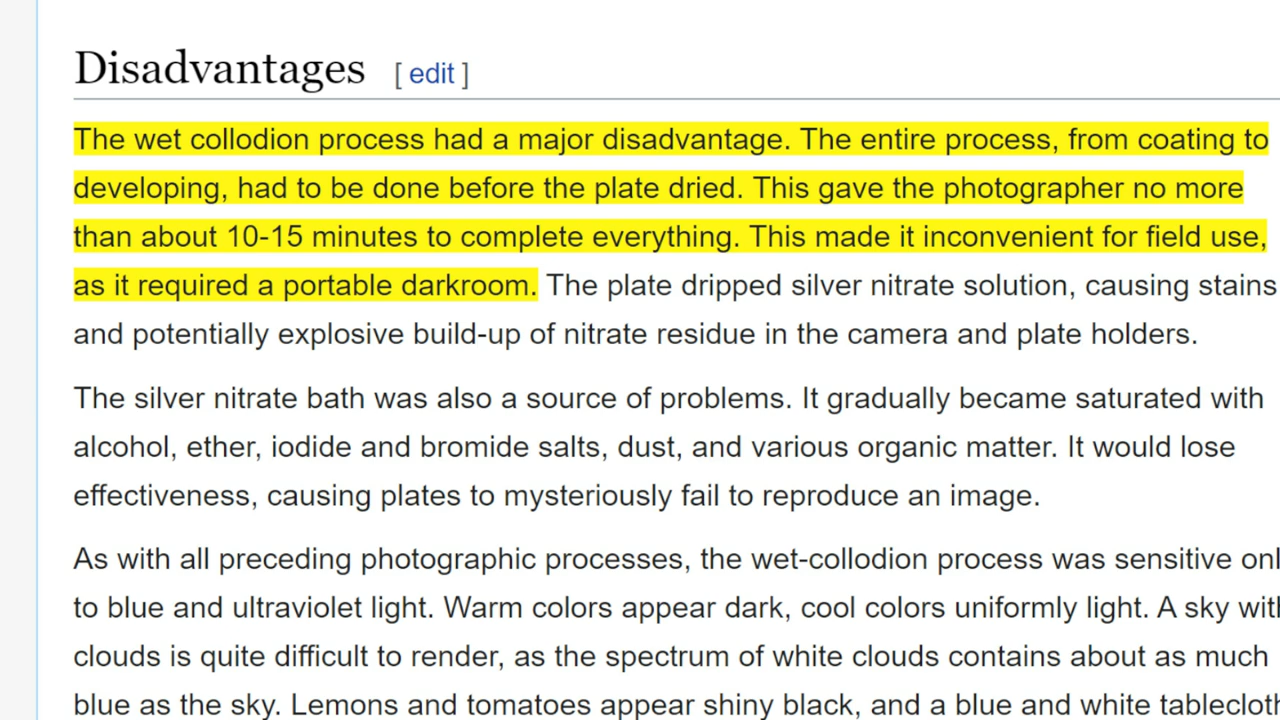 Disadvantages [ edit ]
The wet collodion process had a major disadvantage. The entire process, from coating to
developing, had to be done before the plate dried. This gave the photographer no more
than about 10-15 minutes to complete everything. This made it inconvenient for field use,
as it required a portable darkroom. The plate dripped silver nitrate solution, causing stains
and potentially explosive build-up of nitrate residue in the camera and plate holders.
The silver nitrate bath was also a source of problems. It gradually became saturated with
alcohol, ether, iodide and bromide salts, dust, and various organic matter. It would lose
effectiveness, causing plates to mysteriously fail to reproduce an image.
As with all preceding photographic processes, the wet-collodion process was sensitive
to blue and ultraviolet light. Warm colors appear dark, cool colors uniformly light. A sky
clouds is quite difficult to render, as the spectrum of white clouds contains about as much
blue as the sky. Lemons and tomatoes appear shiny black, and a blue and white